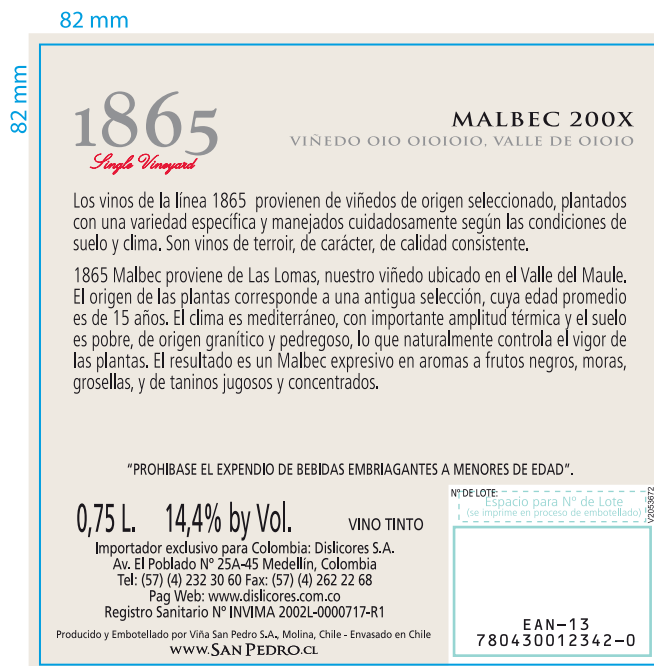 82 mm
82 mm
1865
Single Vineyard
MALBEC 200X
VIÑEDO OIO OIOIOIO, VALLE DE OIOIO
Los vinos de la línea 1865 provienen de viñedos de origen seleccionado, plantados
con una variedad específica y manejados cuidadosamente según las condiciones de
suelo y clima. Son vinos de terroir, de carácter, de calidad consistente.
1865 Malbec proviene de Las Lomas, nuestro viñedo ubicado en el Valle del Maule.
El origen de las plantas corresponde a una antigua selección, cuya edad promedio
es de 15 años. El clima es mediterráneo, con importante amplitud térmica y el suelo
es pobre, de origen granítico y pedregoso, lo que naturalmente controla el vigor de
las plantas. El resultado es un Malbec expresivo en aromas a frutos negros, moras,
grosellas, y de taninos jugosos y concentrados.
“PROHIBASE EL EXPENDIO DE BEBIDAS EMBRIAGANTES A MENORES DE EDAD”.
0,75 L. 14,4% by Vol. VINO TINTO
Importador exclusivo para Colombia: Dislicores S.A.
Av. El Poblado N° 25A-45 Medellín, Colombia
Tel: (57) (4) 232 30 60 Fax: (57) (4) 262 22 68
Pag Web: www.dislicores.com.co
Registro Sanitario N° INVIMA 2002L-0000717-R1
Producido y Embotellado por Viña San Pedro S.A., Molina, Chile - Envasado en Chile
WWW.SAN PEDRO.CL
N° DE LOTE:
Espacio para N° de Lote
(se imprime en proceso de embotellado)
V2053672
EAN-13
780430012342-0